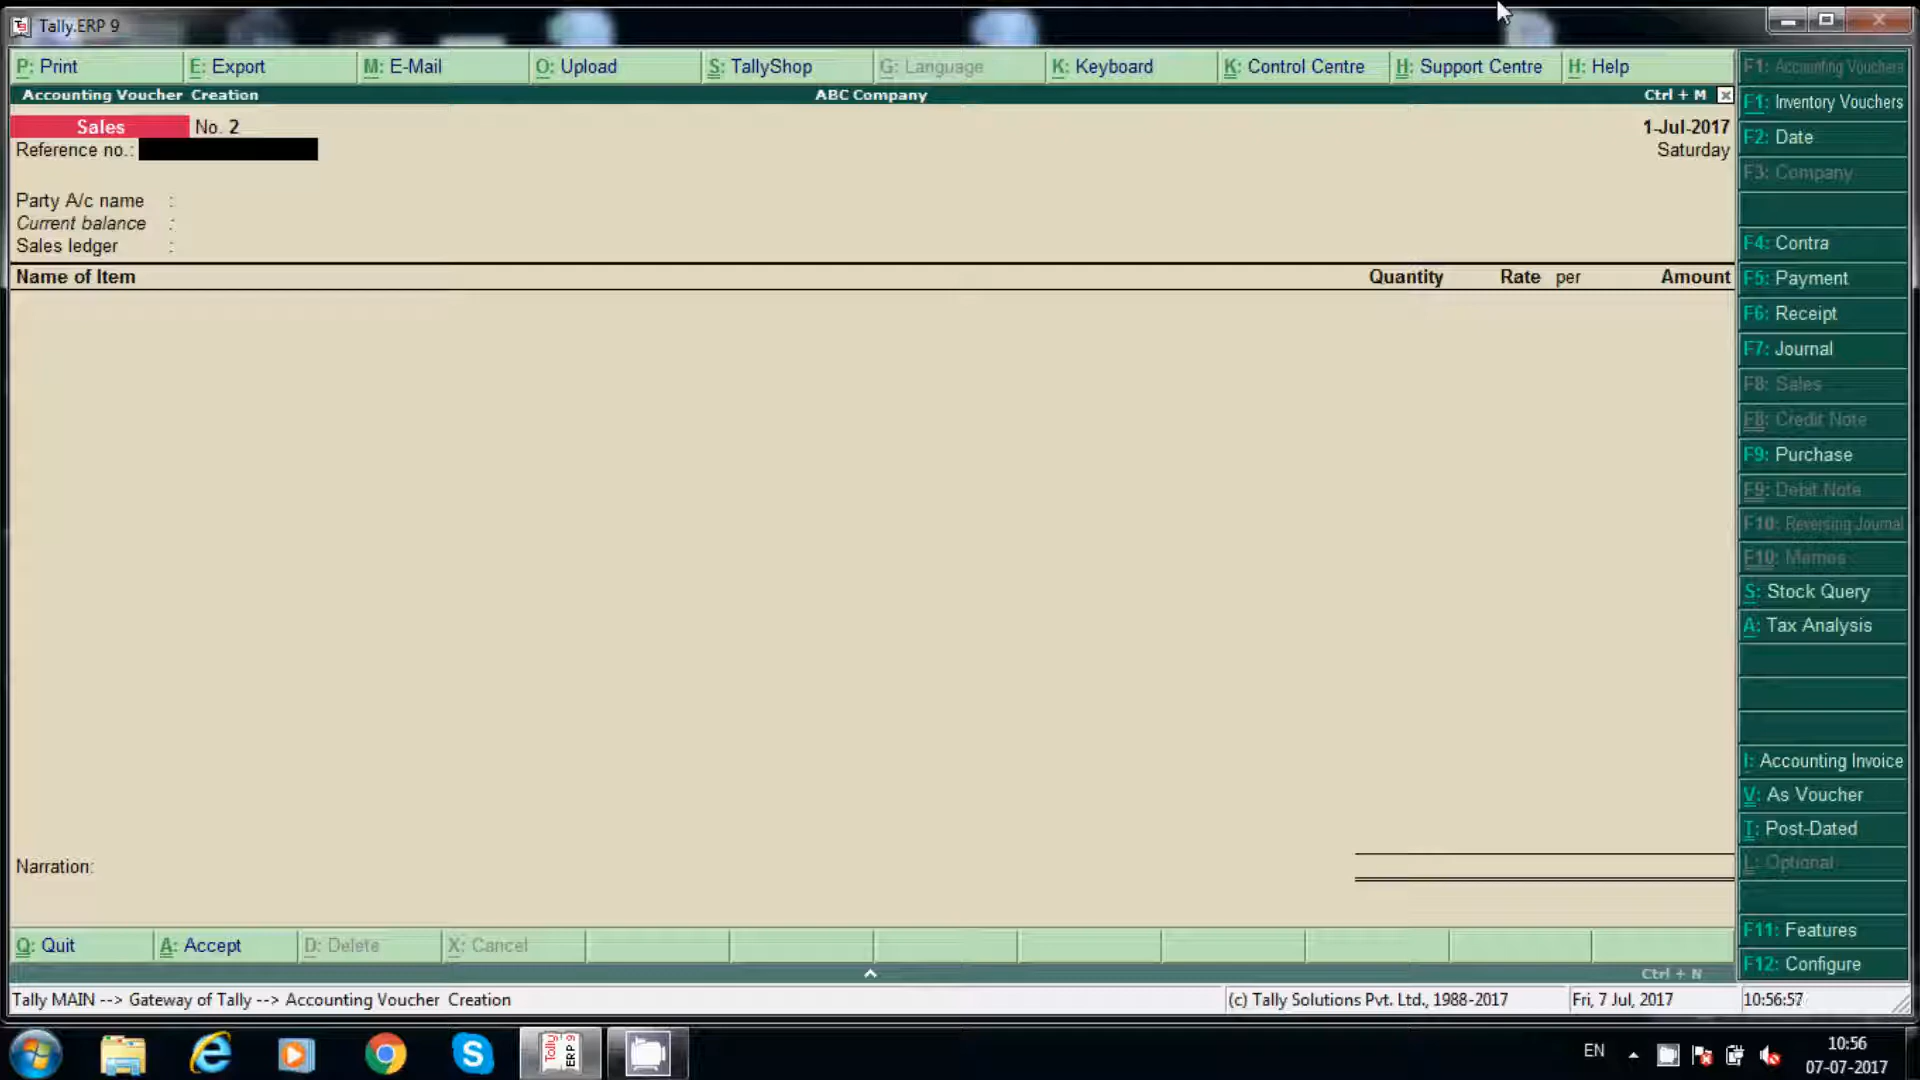 Tally.ERP 9
P: Print E: Export M: E-Mail O: Upload S: TallyShop G: Language K: Keyboard K: Control Centre H: Support Centre H: Help
Accounting Voucher Creation ABC Company Ctrl + M
Sales No. 2 1-Jul-2017
Reference no.: Saturday
Party A/c name :
Current balance :
Sales ledger :
Name of Item Quantity Rate per Amount
Narration:
F1: Accounting Vouchers
F1: Inventory Vouchers
F2: Date
F3: Company
F4: Contra
F5: Payment
F6: Receipt
F7: Journal
F8: Sales
F8: Credit Note
F9: Purchase
F9: Debit Note
F10: Reversing Journal
F10: Memos
S: Stock Query
A: Tax Analysis
I: Accounting Invoice
V: As Voucher
T: Post-Dated
L: Optional
F11: Features
F12: Configure
Q: Quit A: Accept D: Delete X: Cancel
Ctrl + N
Tally MAIN --> Gateway of Tally --> Accounting Voucher Creation (c) Tally Solutions Pvt. Ltd., 1988-2017 Fri, 7 Jul, 2017 10:56:57
Tally ERP 9
EN 10:56
07-07-2017